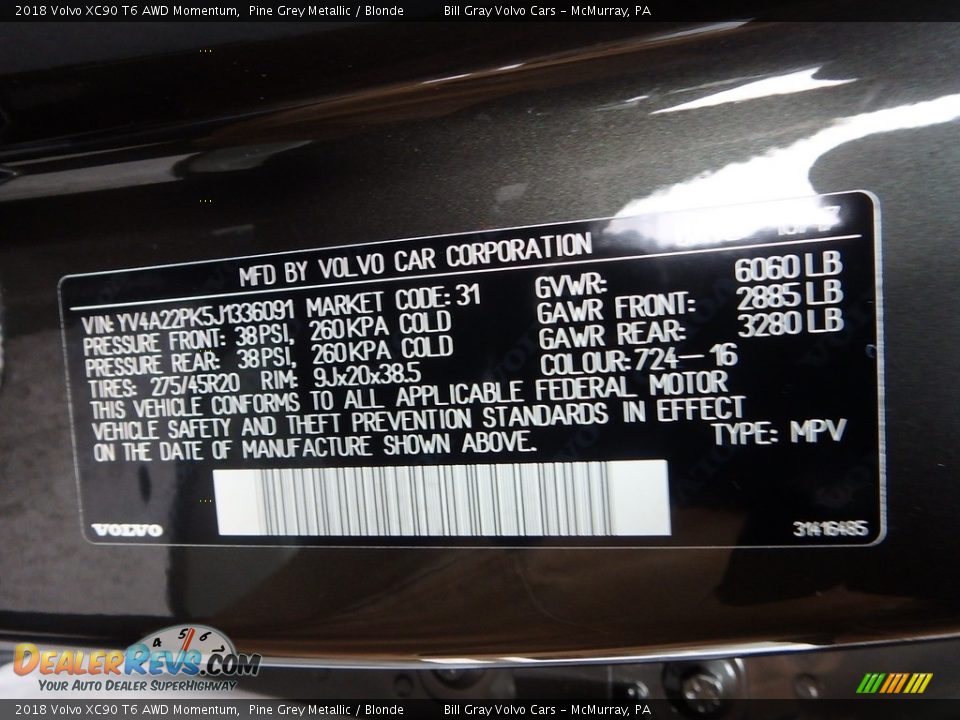 2018 Volvo XC90 T6 AWD Momentum, Pine Grey Metallic / Blonde Bill Gray Volvo Cars - McMurray, PA
MFD BY VOLVO CAR CORPORATION
VIN: YV4A22PK5J1336091 MARKET CODE: 31 GVWR: 6060 LB
PRESSURE FRONT: 38 PSI, 260 KPA COLD GAWR FRONT: 2885 LB
PRESSURE REAR: 38 PSI, 260 KPA COLD GAWR REAR: 3280 LB
TIRES: 275/45R20 RIM: 9Jx20x38.5 COLOUR: 724-16
THIS VEHICLE CONFORMS TO ALL APPLICABLE FEDERAL MOTOR
VEHICLE SAFETY AND THEFT PREVENTION STANDARDS IN EFFECT
ON THE DATE OF MANUFACTURE SHOWN ABOVE. TYPE: MPV
VOLVO 31416485
4 5 6 7
DEALERREVS.COM
YOUR AUTO DEALER SUPERHIGHWAY
2018 Volvo XC90 T6 AWD Momentum, Pine Grey Metallic / Blonde Bill Gray Volvo Cars - McMurray, PA